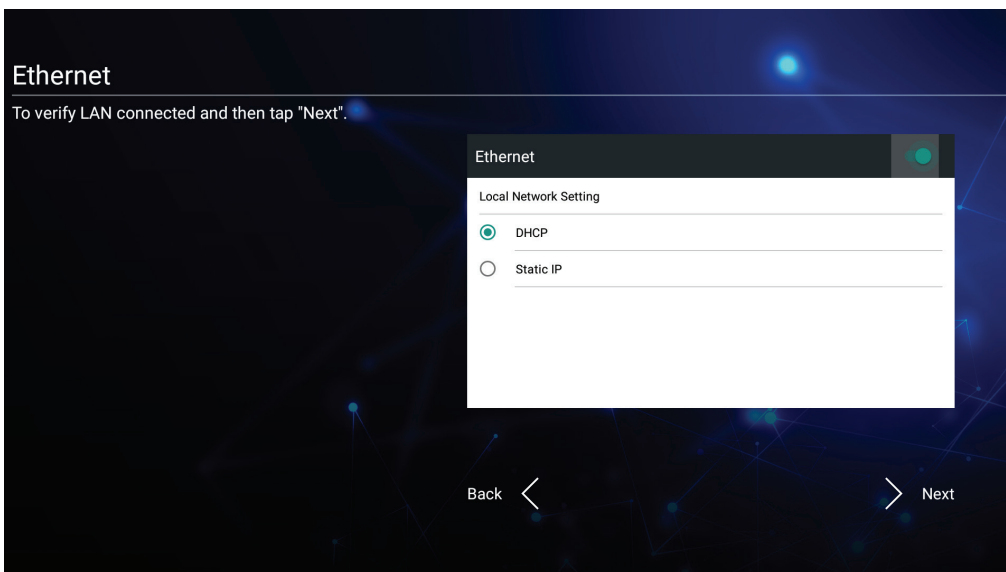 Ethernet
To verify LAN connected and then tap "Next".
Ethernet
Local Network Setting
DHCP
Static IP
Back
Next